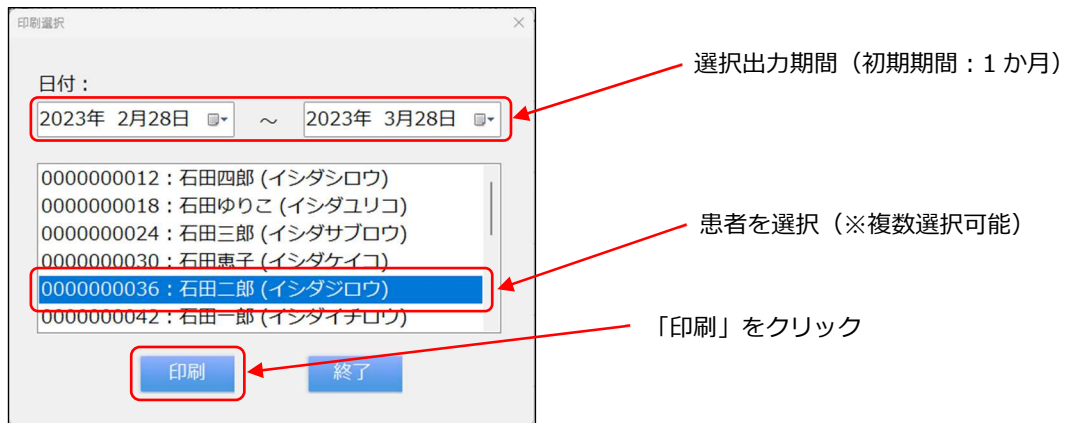 印刷選択
日付：
2023年 2月28日 ～ 2023年 3月28日
選択出力期間（初期期間：1か月）
0000000012：石田四郎 (イシダシロウ)
0000000018：石田ゆりこ (イシダユリコ)
0000000024：石田三郎 (イシダサブロウ)
0000000030：石田恵子 (イシダケイコ)
0000000036：石田二郎 (イシダジロウ)
0000000042：石田一郎 (イシダイチロウ)
患者を選択（※複数選択可能）
「印刷」をクリック
印刷 終了